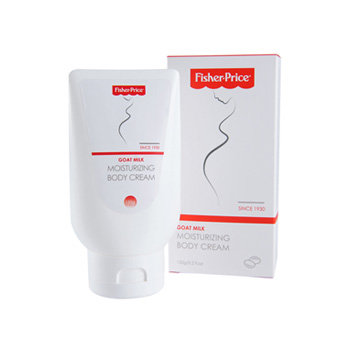 Fisher-Price
SINCE 1930
GOAT MILK
MOISTURIZING
BODY CREAM
Fisher-Price
SINCE 1930
GOAT MILK
MOISTURIZING
BODY CREAM